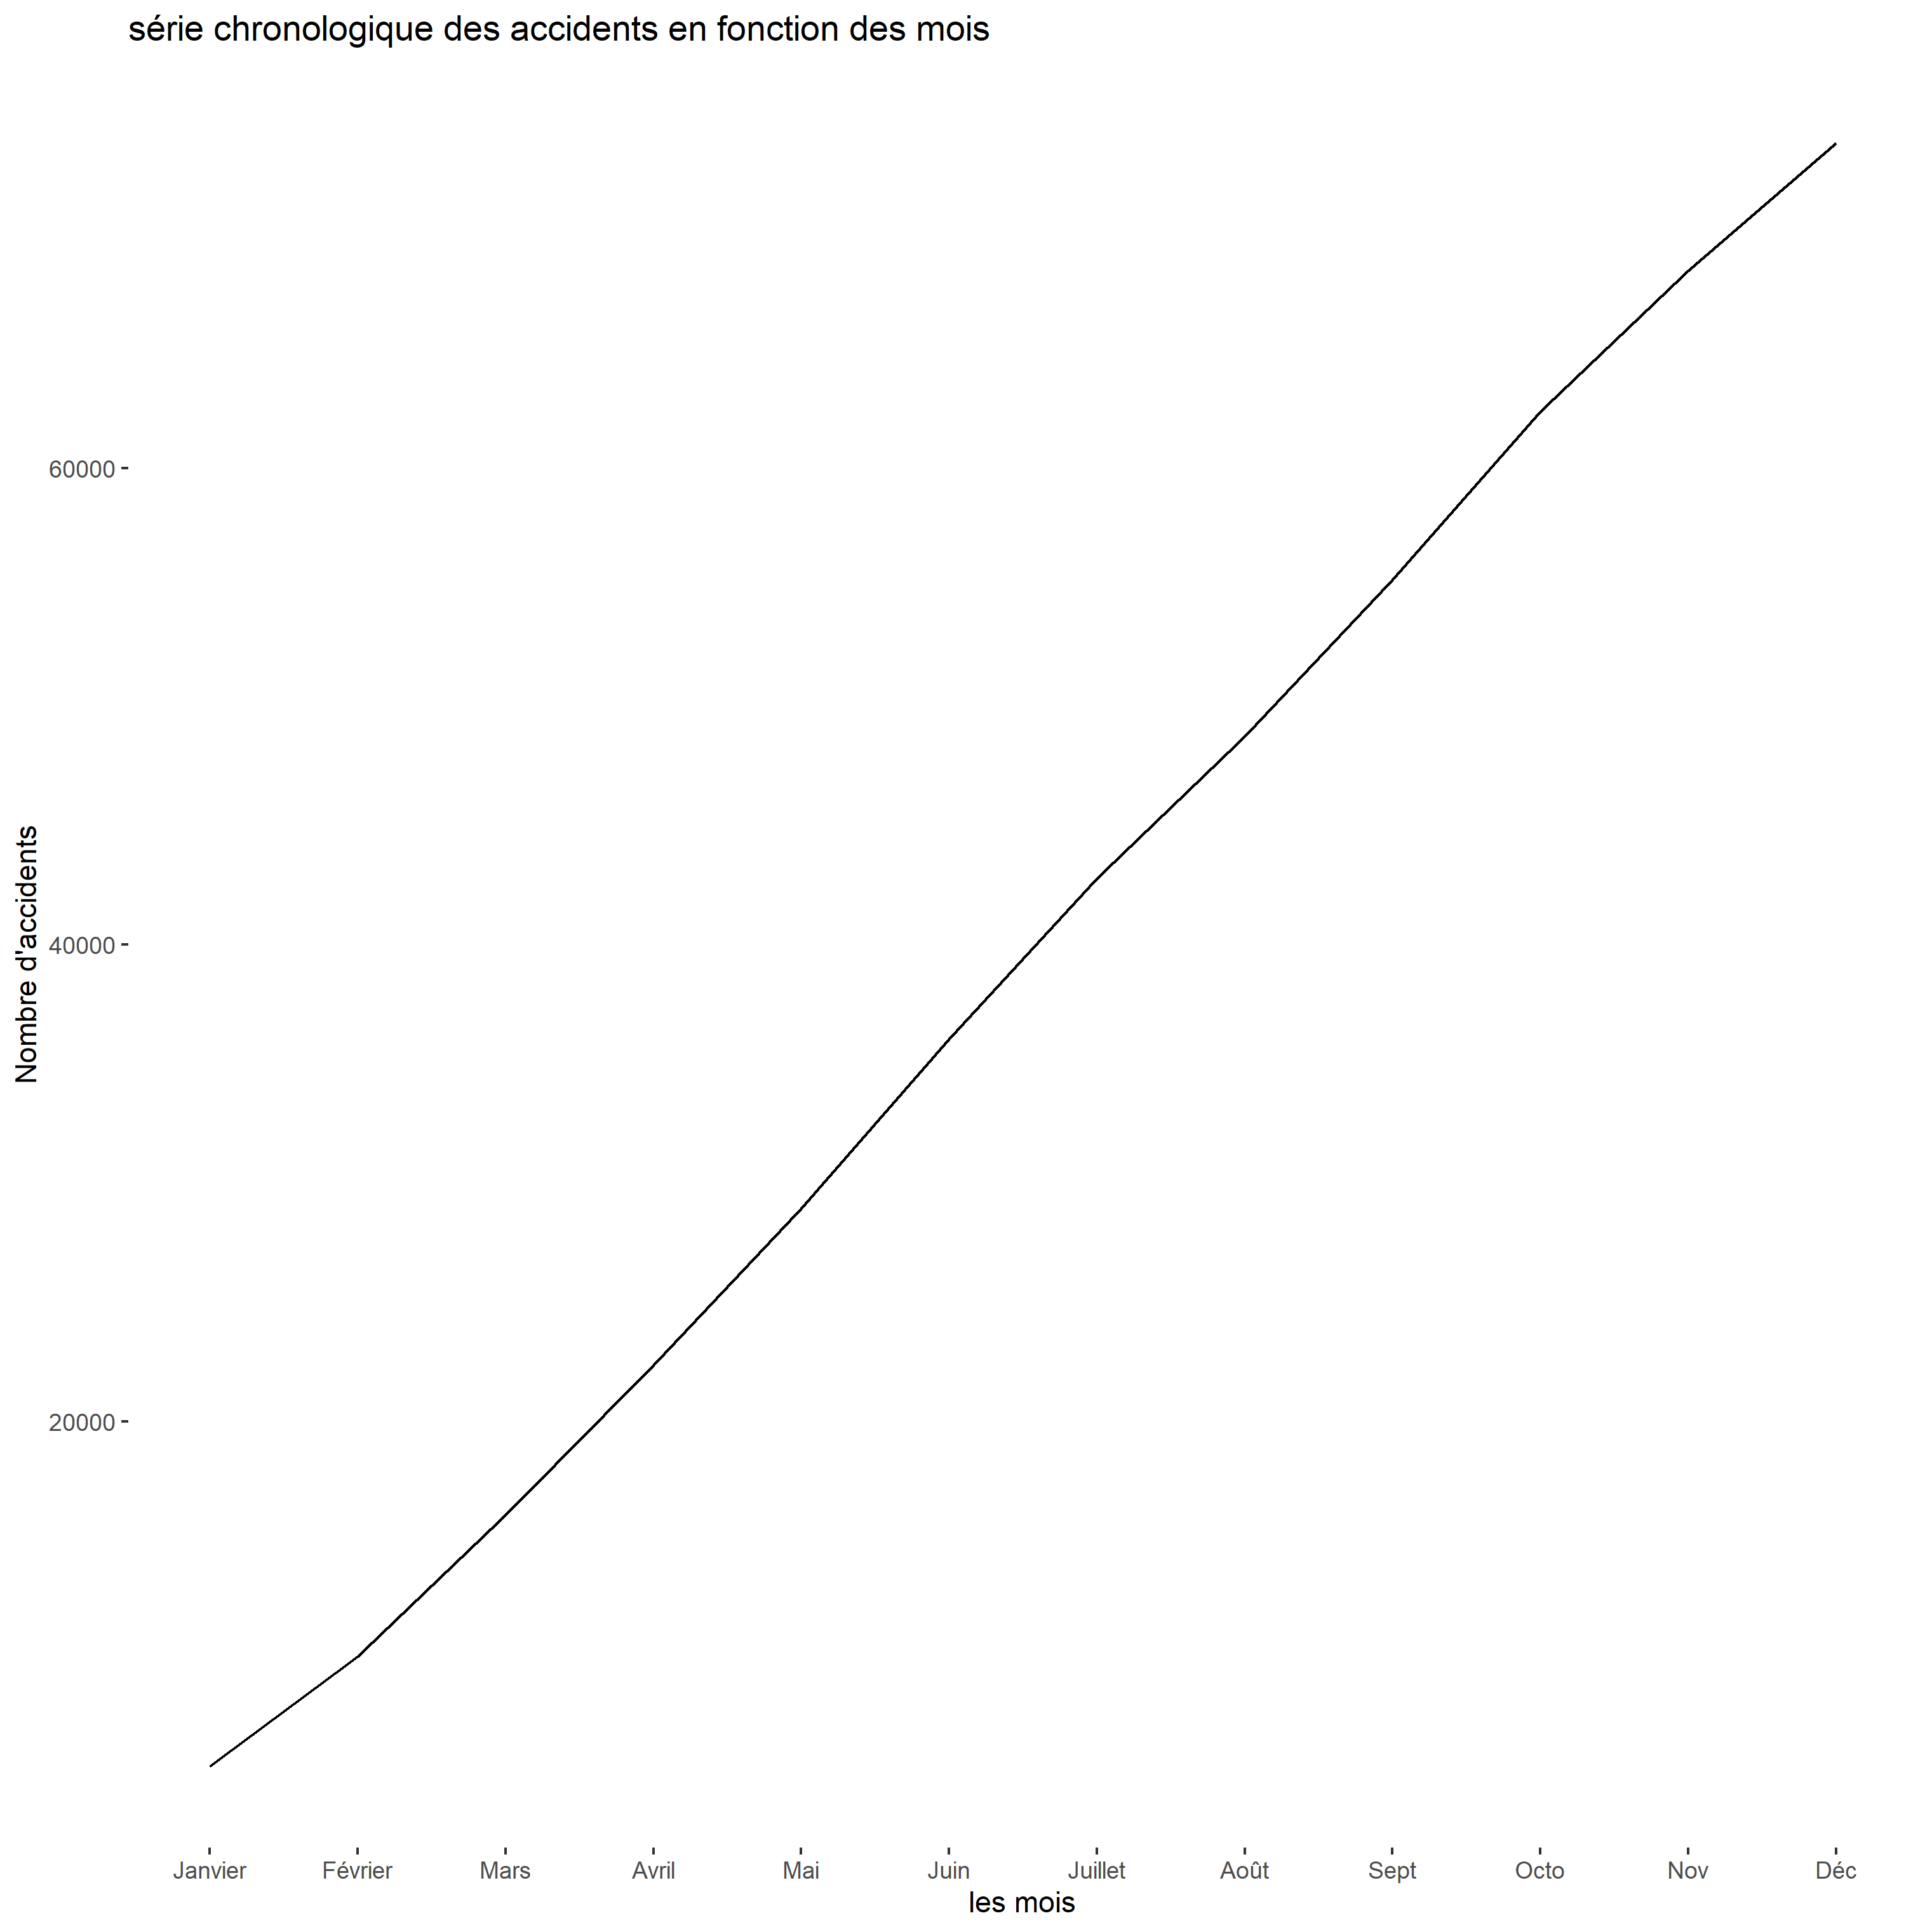 série chronologique des accidents en fonction des mois
60000
40000
20000
Nombre d'accidents
Janvier Février Mars Avril Mai Juin Juillet Août Sept Octo Nov Déc
les mois